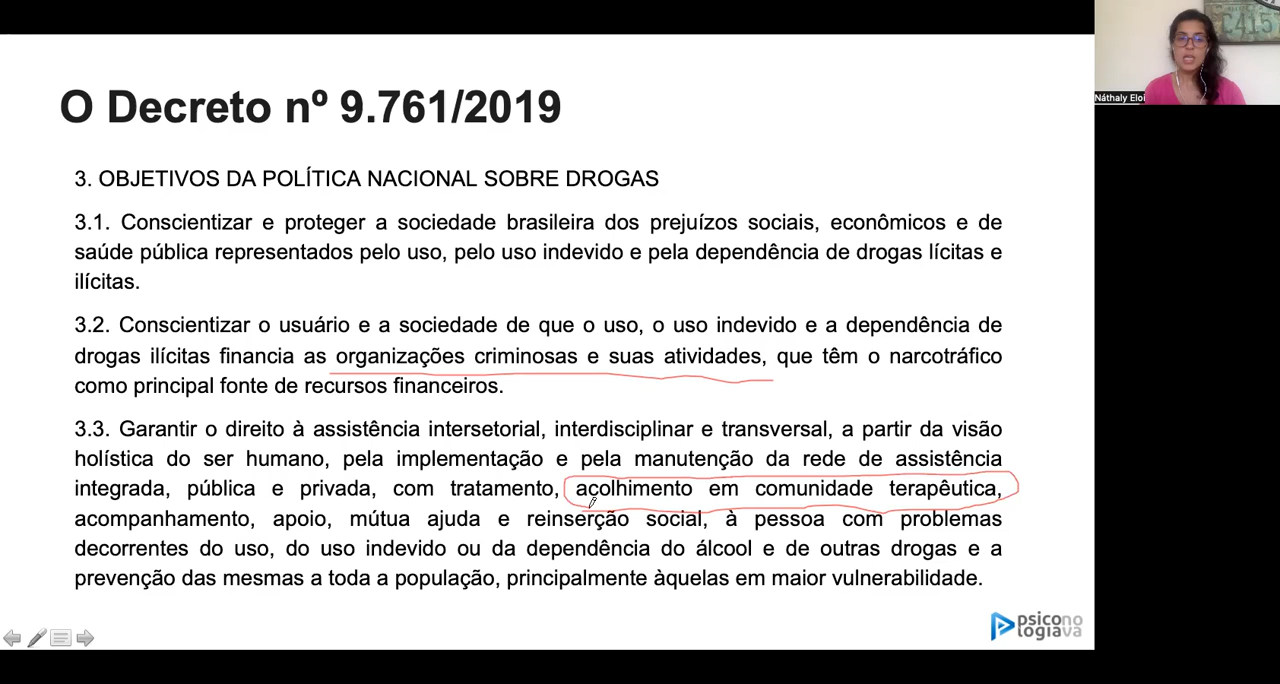 C415
Náthaly Eloi
O Decreto nº 9.761/2019
3. OBJETIVOS DA POLÍTICA NACIONAL SOBRE DROGAS
3.1. Conscientizar e proteger a sociedade brasileira dos prejuízos sociais, econômicos e de
saúde pública representados pelo uso, pelo uso indevido e pela dependência de drogas lícitas e
ilícitas.
3.2. Conscientizar o usuário e a sociedade de que o uso, o uso indevido e a dependência de
drogas ilícitas financia as organizações criminosas e suas atividades, que têm o narcotráfico
como principal fonte de recursos financeiros.
3.3. Garantir o direito à assistência intersetorial, interdisciplinar e transversal, a partir da visão
holística do ser humano, pela implementação e pela manutenção da rede de assistência
integrada, pública e privada, com tratamento, acolhimento em comunidade terapêutica,
acompanhamento, apoio, mútua ajuda e reinserção social, à pessoa com problemas
decorrentes do uso, do uso indevido ou da dependência do álcool e de outras drogas e a
prevenção das mesmas a toda a população, principalmente àquelas em maior vulnerabilidade.
psicono
logiava